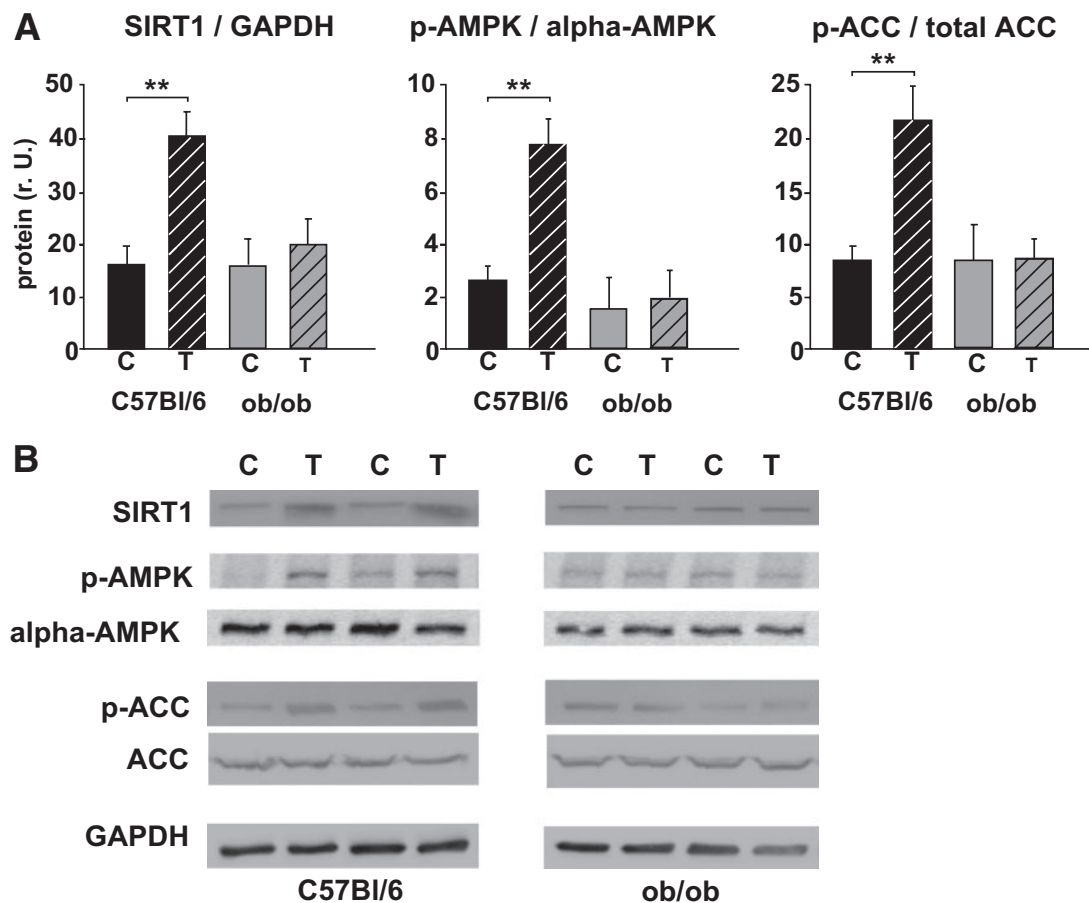 A
SIRT1 / GAPDH
p-AMPK / alpha-AMPK
p-ACC / total ACC
protein (r. U.)
50
40
30
20
10
0
**
C T C T
C57Bl/6 ob/ob
10
8
6
4
2
0
**
C T C T
C57Bl/6 ob/ob
25
20
15
10
5
0
**
C T C T
C57Bl/6 ob/ob
B
C T C T C T C T
SIRT1
p-AMPK
alpha-AMPK
p-ACC
ACC
GAPDH
C57Bl/6 ob/ob